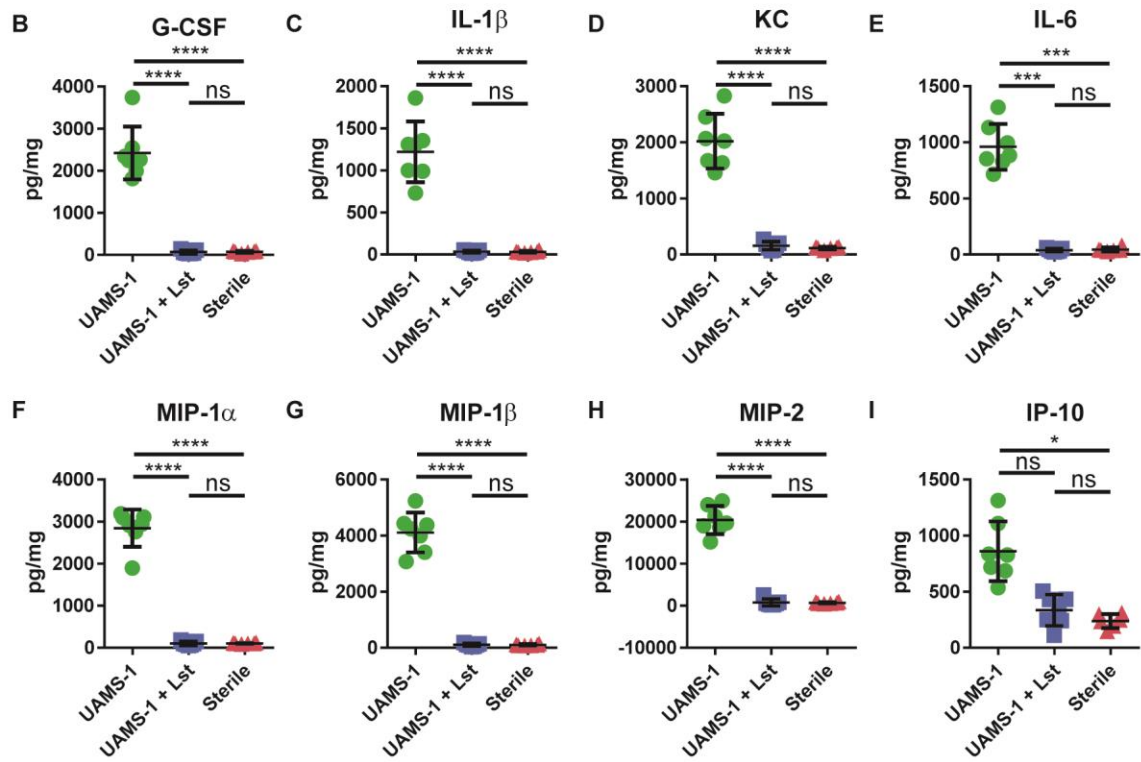 B G-CSF
****
**** ns
4000
3000
2000
1000
0
pg/mg
UAMS-1
UAMS-1 + Lst
Sterile
C IL-1β
****
**** ns
2000
1500
1000
500
0
pg/mg
UAMS-1
UAMS-1 + Lst
Sterile
D KC
****
**** ns
3000
2000
1000
0
pg/mg
UAMS-1
UAMS-1 + Lst
Sterile
E IL-6
***
*** ns
1500
1000
500
0
pg/mg
UAMS-1
UAMS-1 + Lst
Sterile
F MIP-1α
****
**** ns
4000
3000
2000
1000
0
pg/mg
UAMS-1
UAMS-1 + Lst
Sterile
G MIP-1β
****
**** ns
6000
4000
2000
0
pg/mg
UAMS-1
UAMS-1 + Lst
Sterile
H MIP-2
****
**** ns
30000
20000
10000
0
-10000
pg/mg
UAMS-1
UAMS-1 + Lst
Sterile
I IP-10
*
ns ns
1500
1000
500
0
pg/mg
UAMS-1
UAMS-1 + Lst
Sterile